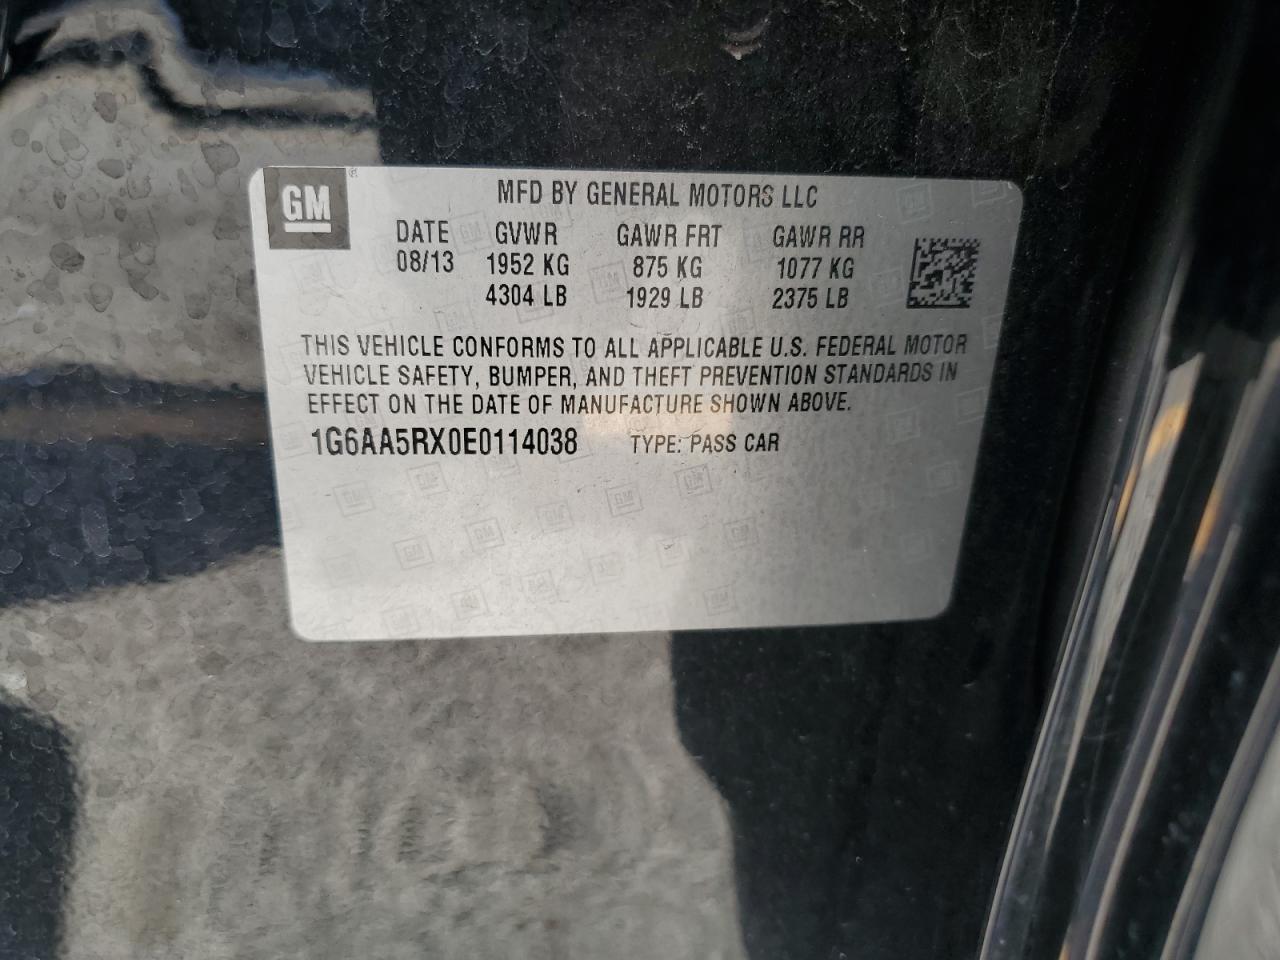 GM ®
MFD BY GENERAL MOTORS LLC
DATE GVWR GAWR FRT GAWR RR
08/13 1952 KG 875 KG 1077 KG
4304 LB 1929 LB 2375 LB
THIS VEHICLE CONFORMS TO ALL APPLICABLE U.S. FEDERAL MOTOR
VEHICLE SAFETY, BUMPER, AND THEFT PREVENTION STANDARDS IN
EFFECT ON THE DATE OF MANUFACTURE SHOWN ABOVE.
1G6AA5RX0E0114038 TYPE: PASS CAR